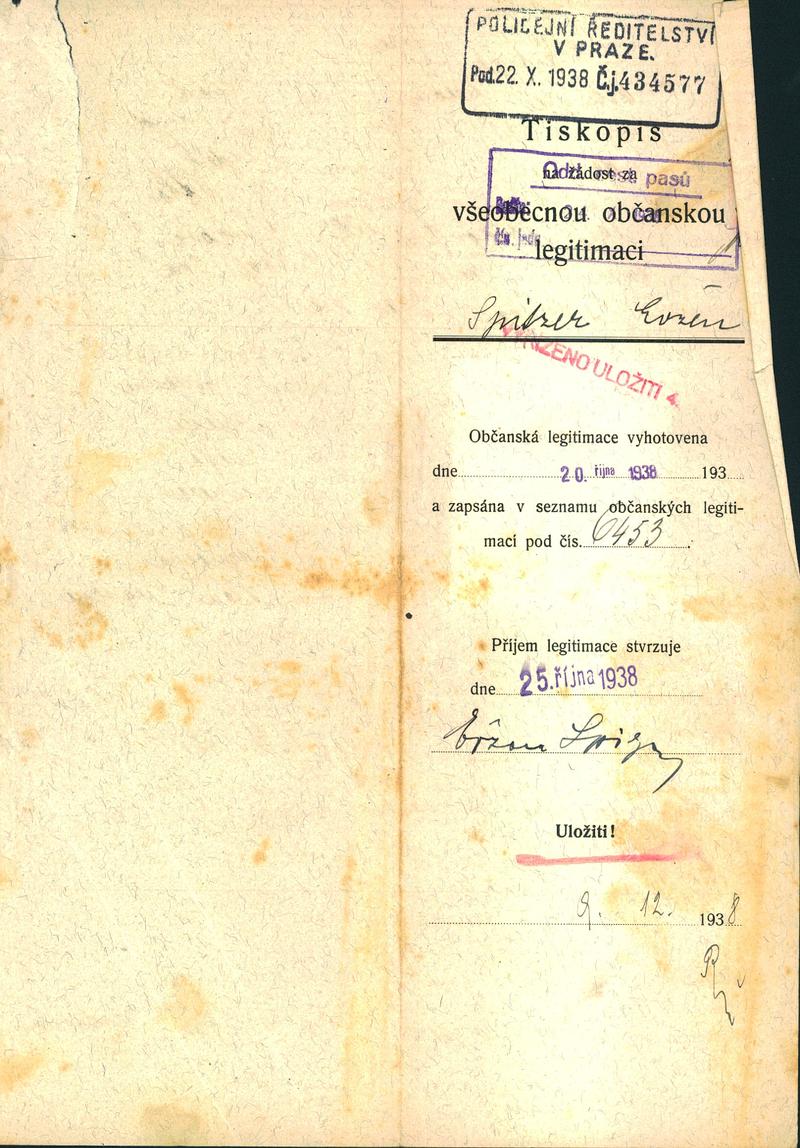 POLICEJNÍ ŘEDITELSTVÍ
V PRAZE.
Pod. 22. X. 1938 Čj. 434577
Tiskopis
na žádost za
pasů
všeobecnou občanskou
legitimaci
Spitzer Evžen
VYŘÍZENO ULOŽITI 4.
Občanská legitimace vyhotovena
dne 20. října 1938 193
a zapsána v seznamu občanských legiti-
mací pod čís. 6453.
Příjem legitimace stvrzuje
dne 25. října 1938
Uložiti!
9. 12. 1938